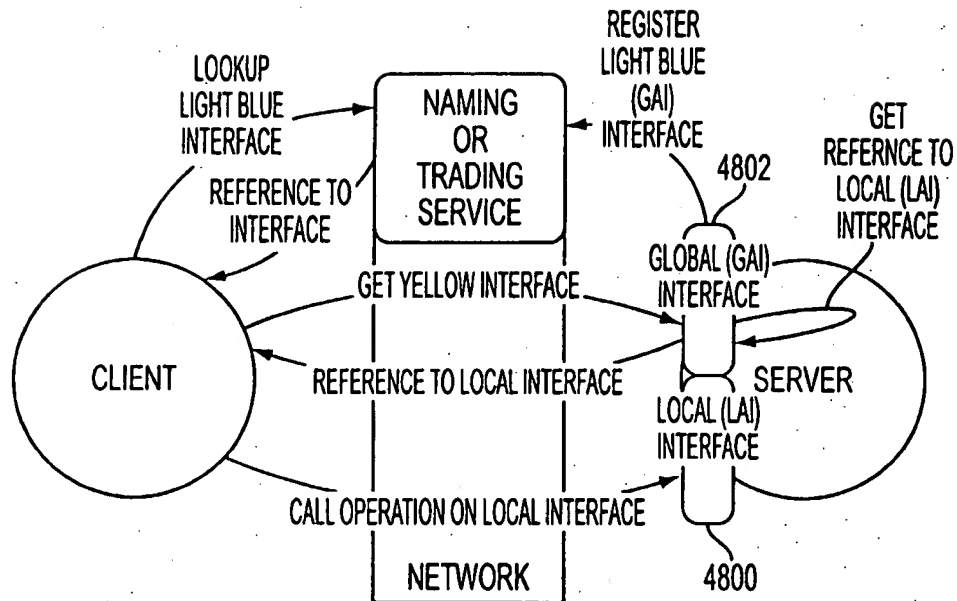 LOOKUP
LIGHT BLUE
INTERFACE
NAMING
OR
TRADING
SERVICE
REGISTER
LIGHT BLUE
(GAI)
INTERFACE
GET
REFERNCE TO
LOCAL (LAI)
INTERFACE
4802
REFERENCE TO
INTERFACE
GLOBAL (GAI)
INTERFACE
GET YELLOW INTERFACE
CLIENT
REFERENCE TO LOCAL INTERFACE
SERVER
LOCAL (LAI)
INTERFACE
CALL OPERATION ON LOCAL INTERFACE
NETWORK
4800